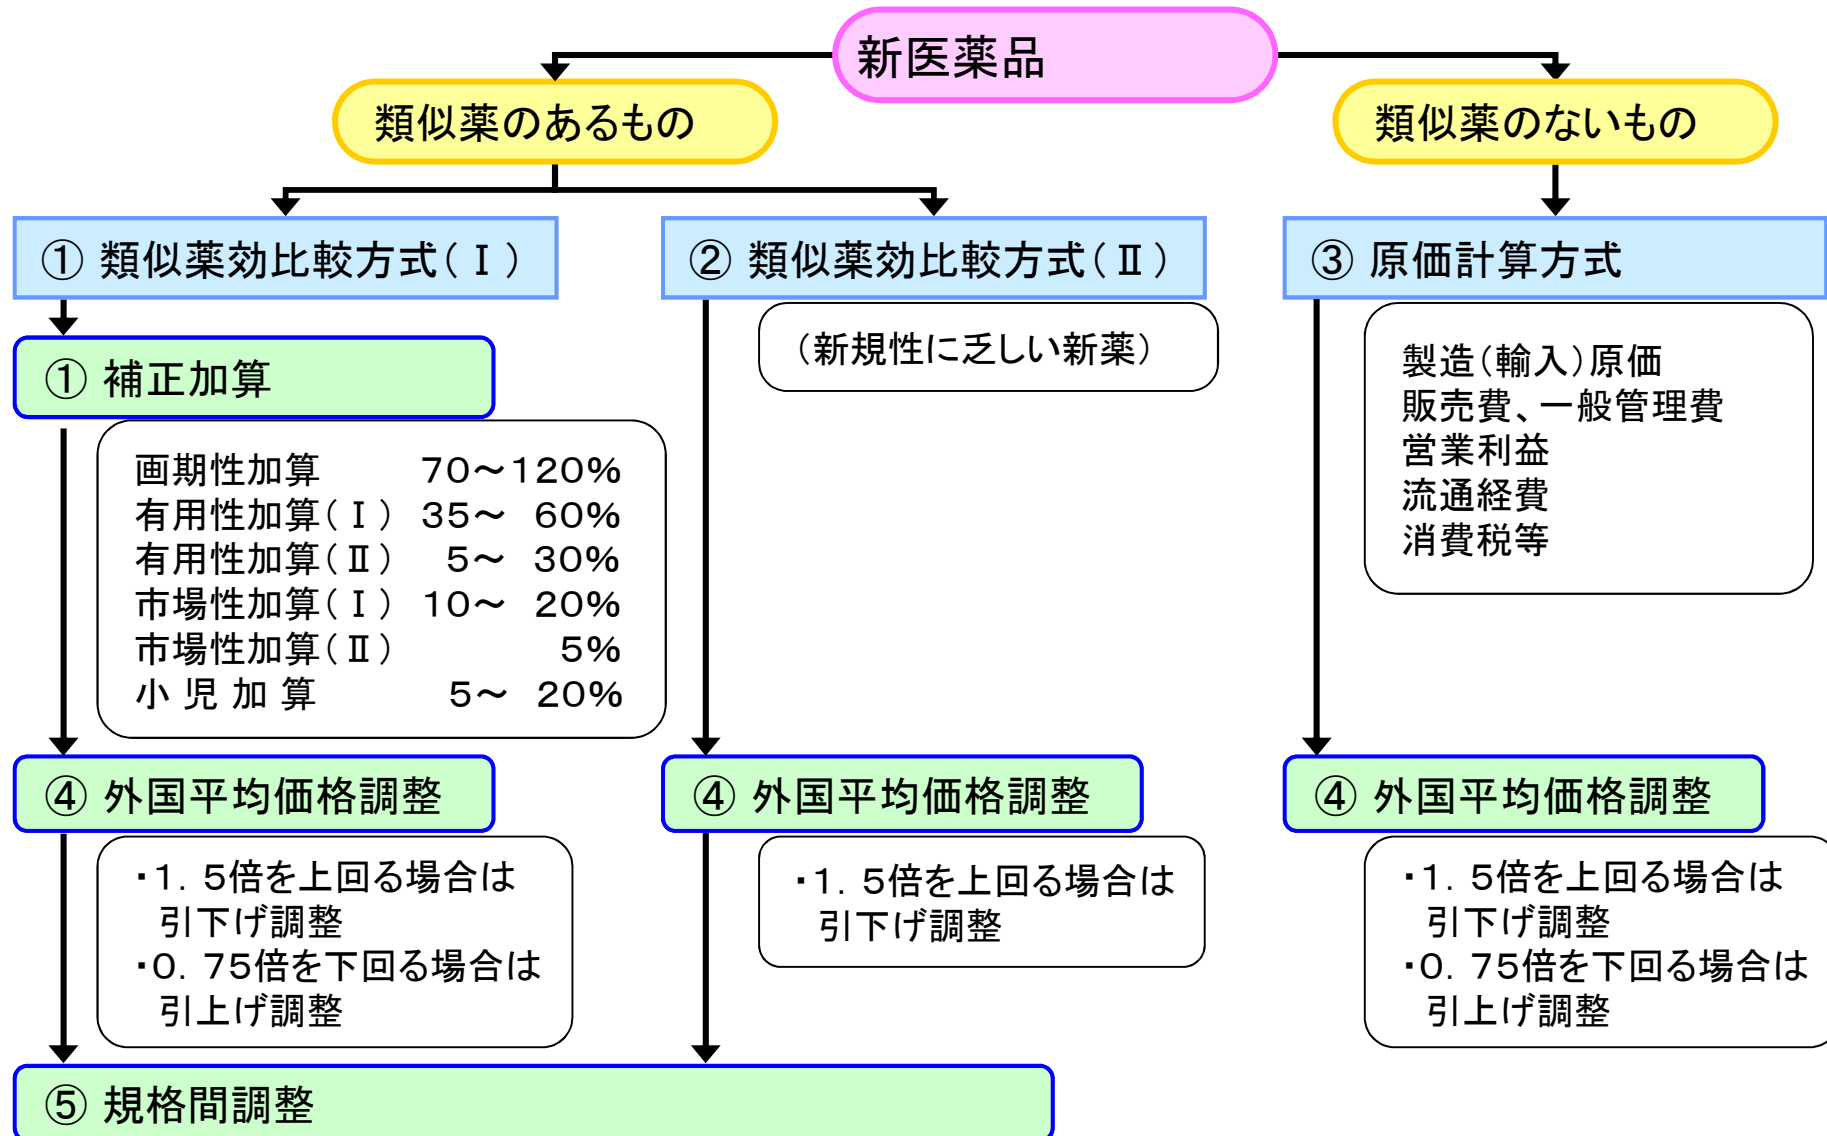 新医薬品
類似薬のあるもの
類似薬のないもの
① 類似薬効比較方式(Ⅰ)
② 類似薬効比較方式(Ⅱ)
③ 原価計算方式
① 補正加算
(新規性に乏しい新薬)
製造(輸入)原価
販売費、一般管理費
営業利益
流通経費
消費税等
画期性加算 70~120%
有用性加算(Ⅰ) 35~ 60%
有用性加算(Ⅱ) 5~ 30%
市場性加算(Ⅰ) 10~ 20%
市場性加算(Ⅱ) 5%
小 児 加 算 5~ 20%
④ 外国平均価格調整
④ 外国平均価格調整
④ 外国平均価格調整
・1.5倍を上回る場合は
引下げ調整
・0.75倍を下回る場合は
引上げ調整
・1.5倍を上回る場合は
引下げ調整
・1.5倍を上回る場合は
引下げ調整
・0.75倍を下回る場合は
引上げ調整
⑤ 規格間調整